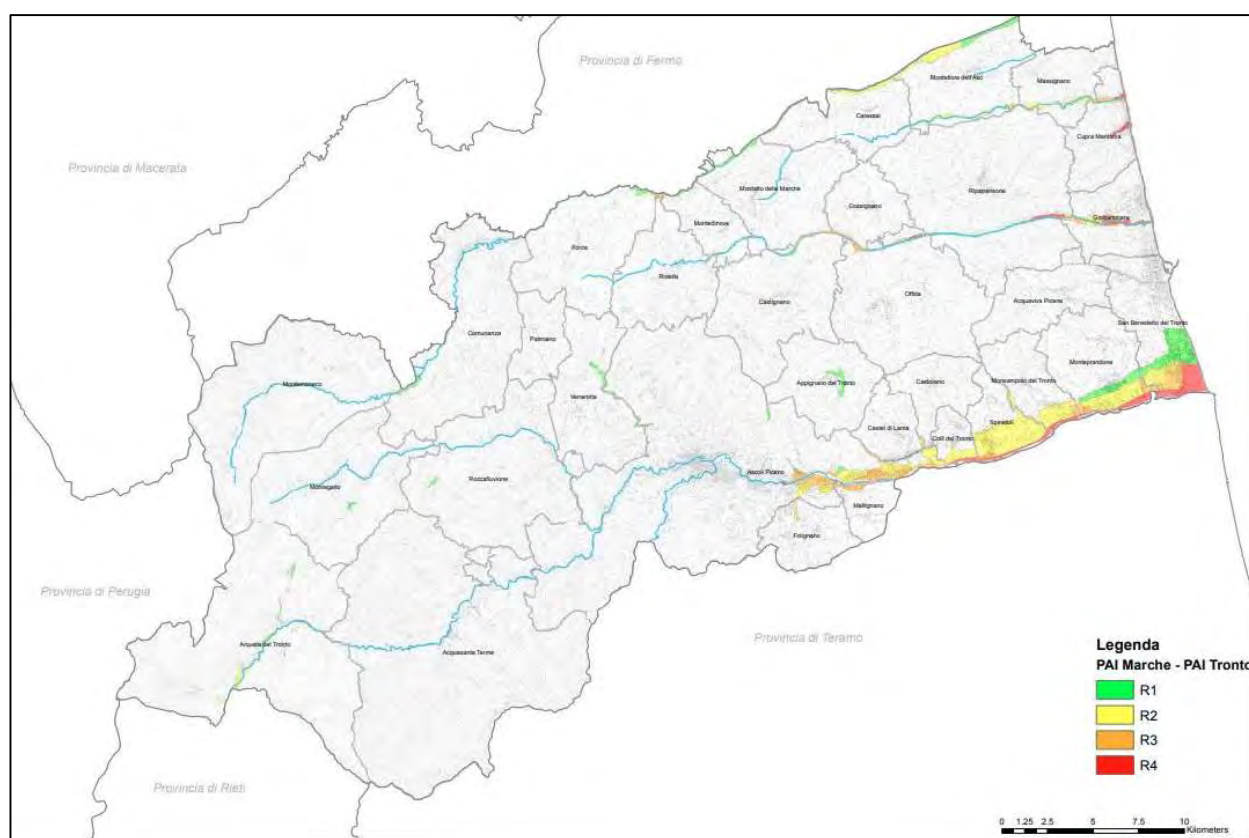 Provincia di Fermo
Montefiore dell'Aso
Massignano
Carassai
Cupra Marittima
Provincia di Macerata
Montalto delle Marche
Ripatransone
Cossignano
Montedinove
Grottammare
Force
Rotella
Castignano
Offida
Acquaviva Picena
Comunanza
Palmiano
San Benedetto del Tronto
Monteprandone
Montemonaco
Appignano del Tronto
Castorano
Monsampolo del Tronto
Venarotta
Spinetoli
Castel di Lama
Colli del Tronto
Ascoli Piceno
Roccafluvione
Montegallo
Maltignano
Folignano
Provincia di Perugia
Provincia di Teramo
Arquata del Tronto
Acquasanta Terme
Legenda
PAI Marche - PAI Tronto
R1
R2
R3
R4
Provincia di Rieti
0 1.25 2.5 5 7.5 10
Kilometers